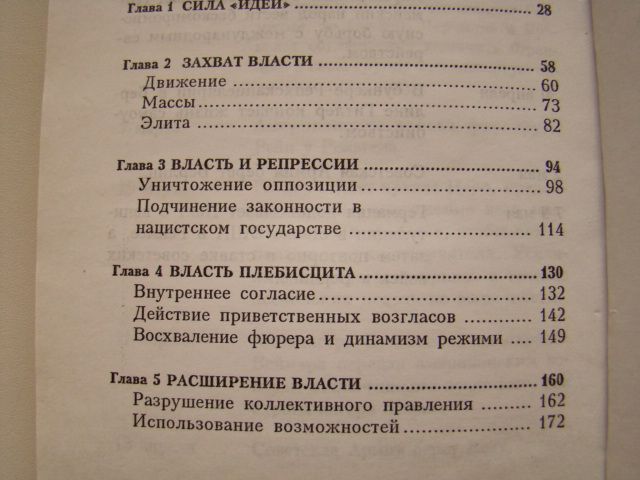 Глава 1 СИЛА «ИДЕИ» 28
Глава 2 ЗАХВАТ ВЛАСТИ 58
Движение 60
Массы 73
Элита 82
Глава 3 ВЛАСТЬ И РЕПРЕССИИ 94
Уничтожение оппозиции 98
Подчинение законности в
нацистском государстве 114
Глава 4 ВЛАСТЬ ПЛЕБИСЦИТА 130
Внутреннее согласие 132
Действие приветственных возгласов 142
Восхваление фюрера и динамизм режими 149
Глава 5 РАСШИРЕНИЕ ВЛАСТИ 160
Разрушение коллективного правления 162
Использование возможностей 172